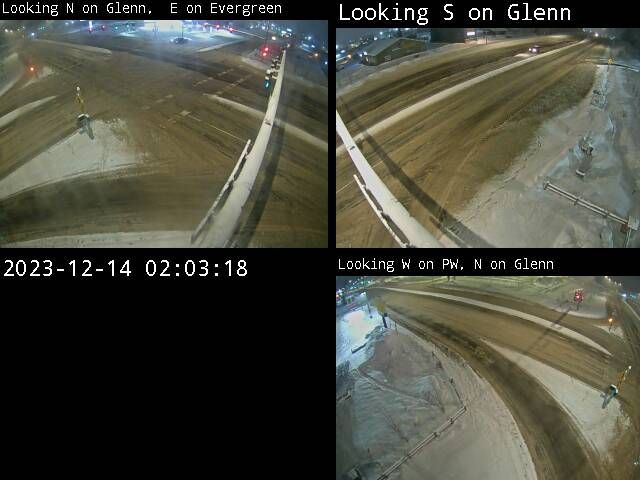 Looking N on Glenn,  E on Evergreen
Looking S on Glenn
2023-12-14 02:03:18
Looking W on PW, N on Glenn